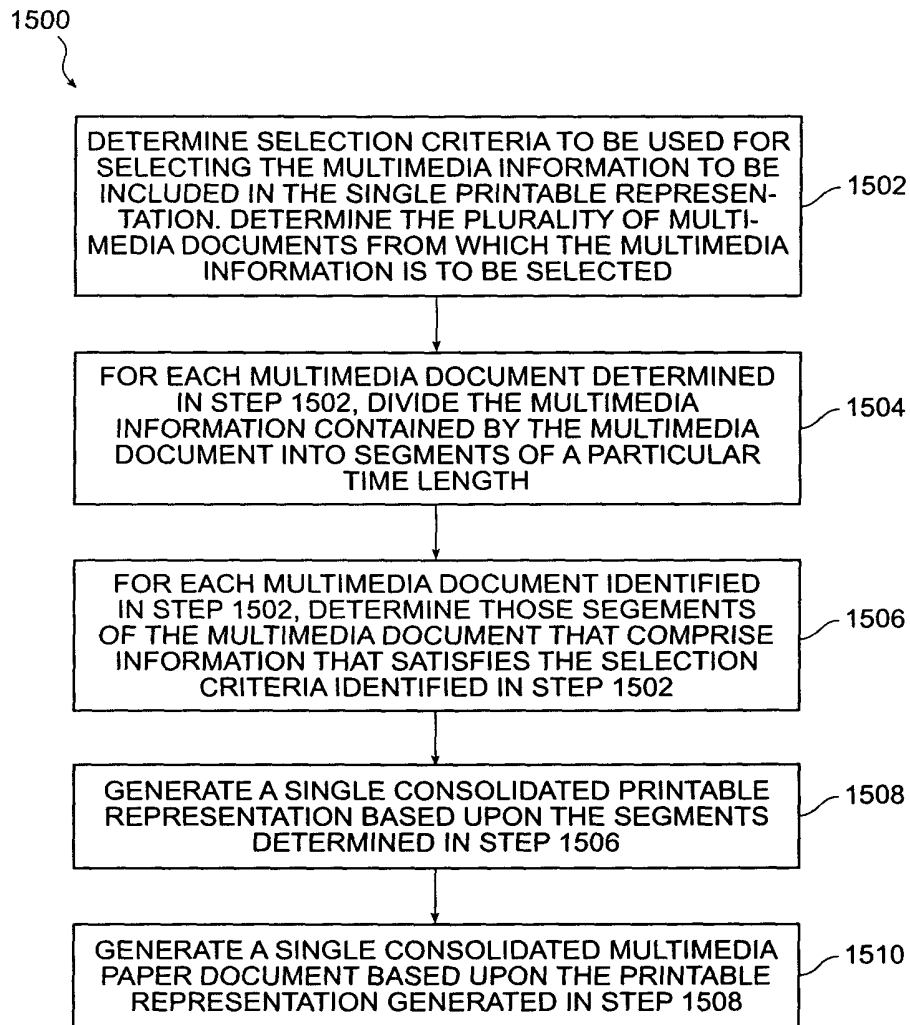 1500
DETERMINE SELECTION CRITERIA TO BE USED FOR
SELECTING THE MULTIMEDIA INFORMATION TO BE
INCLUDED IN THE SINGLE PRINTABLE REPRESEN-
TATION. DETERMINE THE PLURALITY OF MULTI-
MEDIA DOCUMENTS FROM WHICH THE MULTIMEDIA
INFORMATION IS TO BE SELECTED
1502
FOR EACH MULTIMEDIA DOCUMENT DETERMINED
IN STEP 1502, DIVIDE THE MULTIMEDIA
INFORMATION CONTAINED BY THE MULTIMEDIA
DOCUMENT INTO SEGMENTS OF A PARTICULAR
TIME LENGTH
1504
FOR EACH MULTIMEDIA DOCUMENT IDENTIFIED
IN STEP 1502, DETERMINE THOSE SEGEMENTS
OF THE MULTIMEDIA DOCUMENT THAT COMPRISE
INFORMATION THAT SATISFIES THE SELECTION
CRITERIA IDENTIFIED IN STEP 1502
1506
GENERATE A SINGLE CONSOLIDATED PRINTABLE
REPRESENTATION BASED UPON THE SEGMENTS
DETERMINED IN STEP 1506
1508
GENERATE A SINGLE CONSOLIDATED MULTIMEDIA
PAPER DOCUMENT BASED UPON THE PRINTABLE
REPRESENTATION GENERATED IN STEP 1508
1510